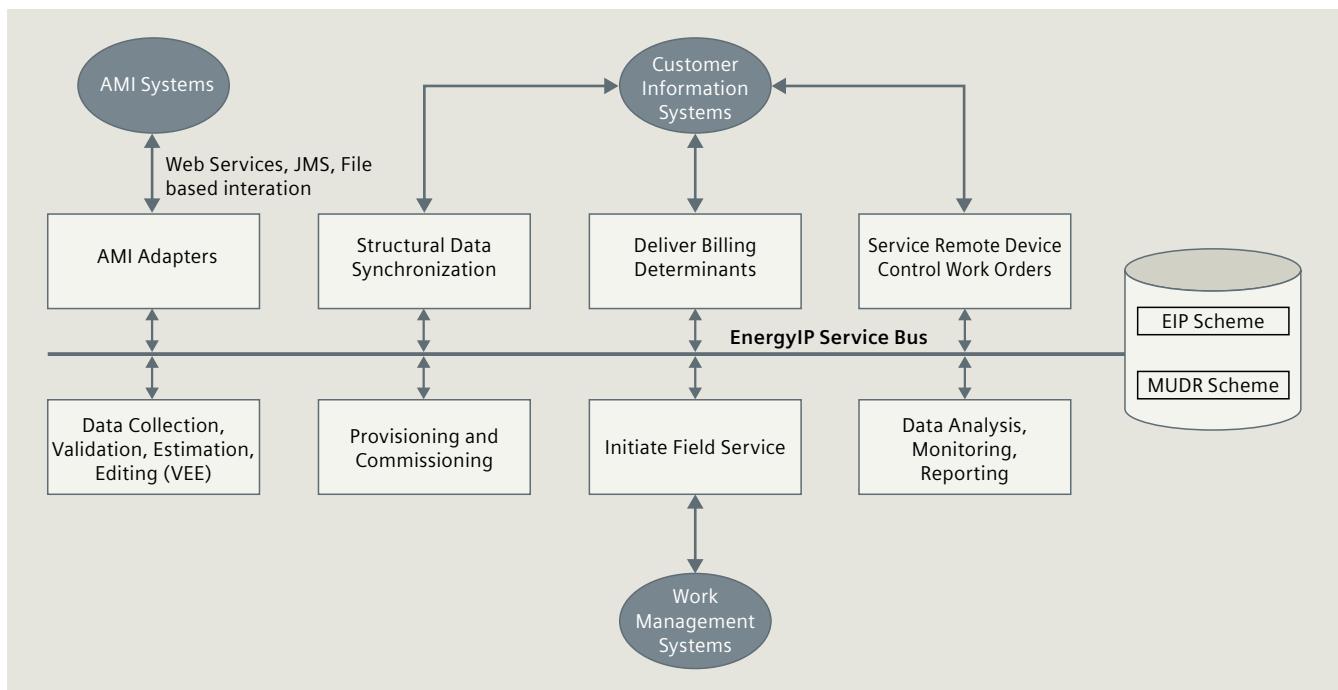 AMI Systems
Customer
Information
Systems
Web Services, JMS, File
based interation
AMI Adapters
Structural Data
Synchronization
Deliver Billing
Determinants
Service Remote Device
Control Work Orders
EnergyIP Service Bus
EIP Scheme
MUDR Scheme
Data Collection,
Validation, Estimation,
Editing (VEE)
Provisioning and
Commissioning
Initiate Field Service
Data Analysis,
Monitoring,
Reporting
Work
Management
Systems